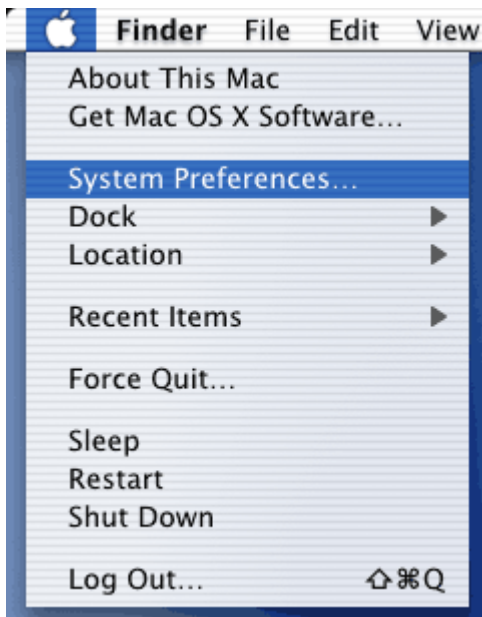 Finder File Edit View
About This Mac
Get Mac OS X Software...
System Preferences...
Dock
Location
Recent Items
Force Quit...
Sleep
Restart
Shut Down
Log Out... ⇧⌘Q